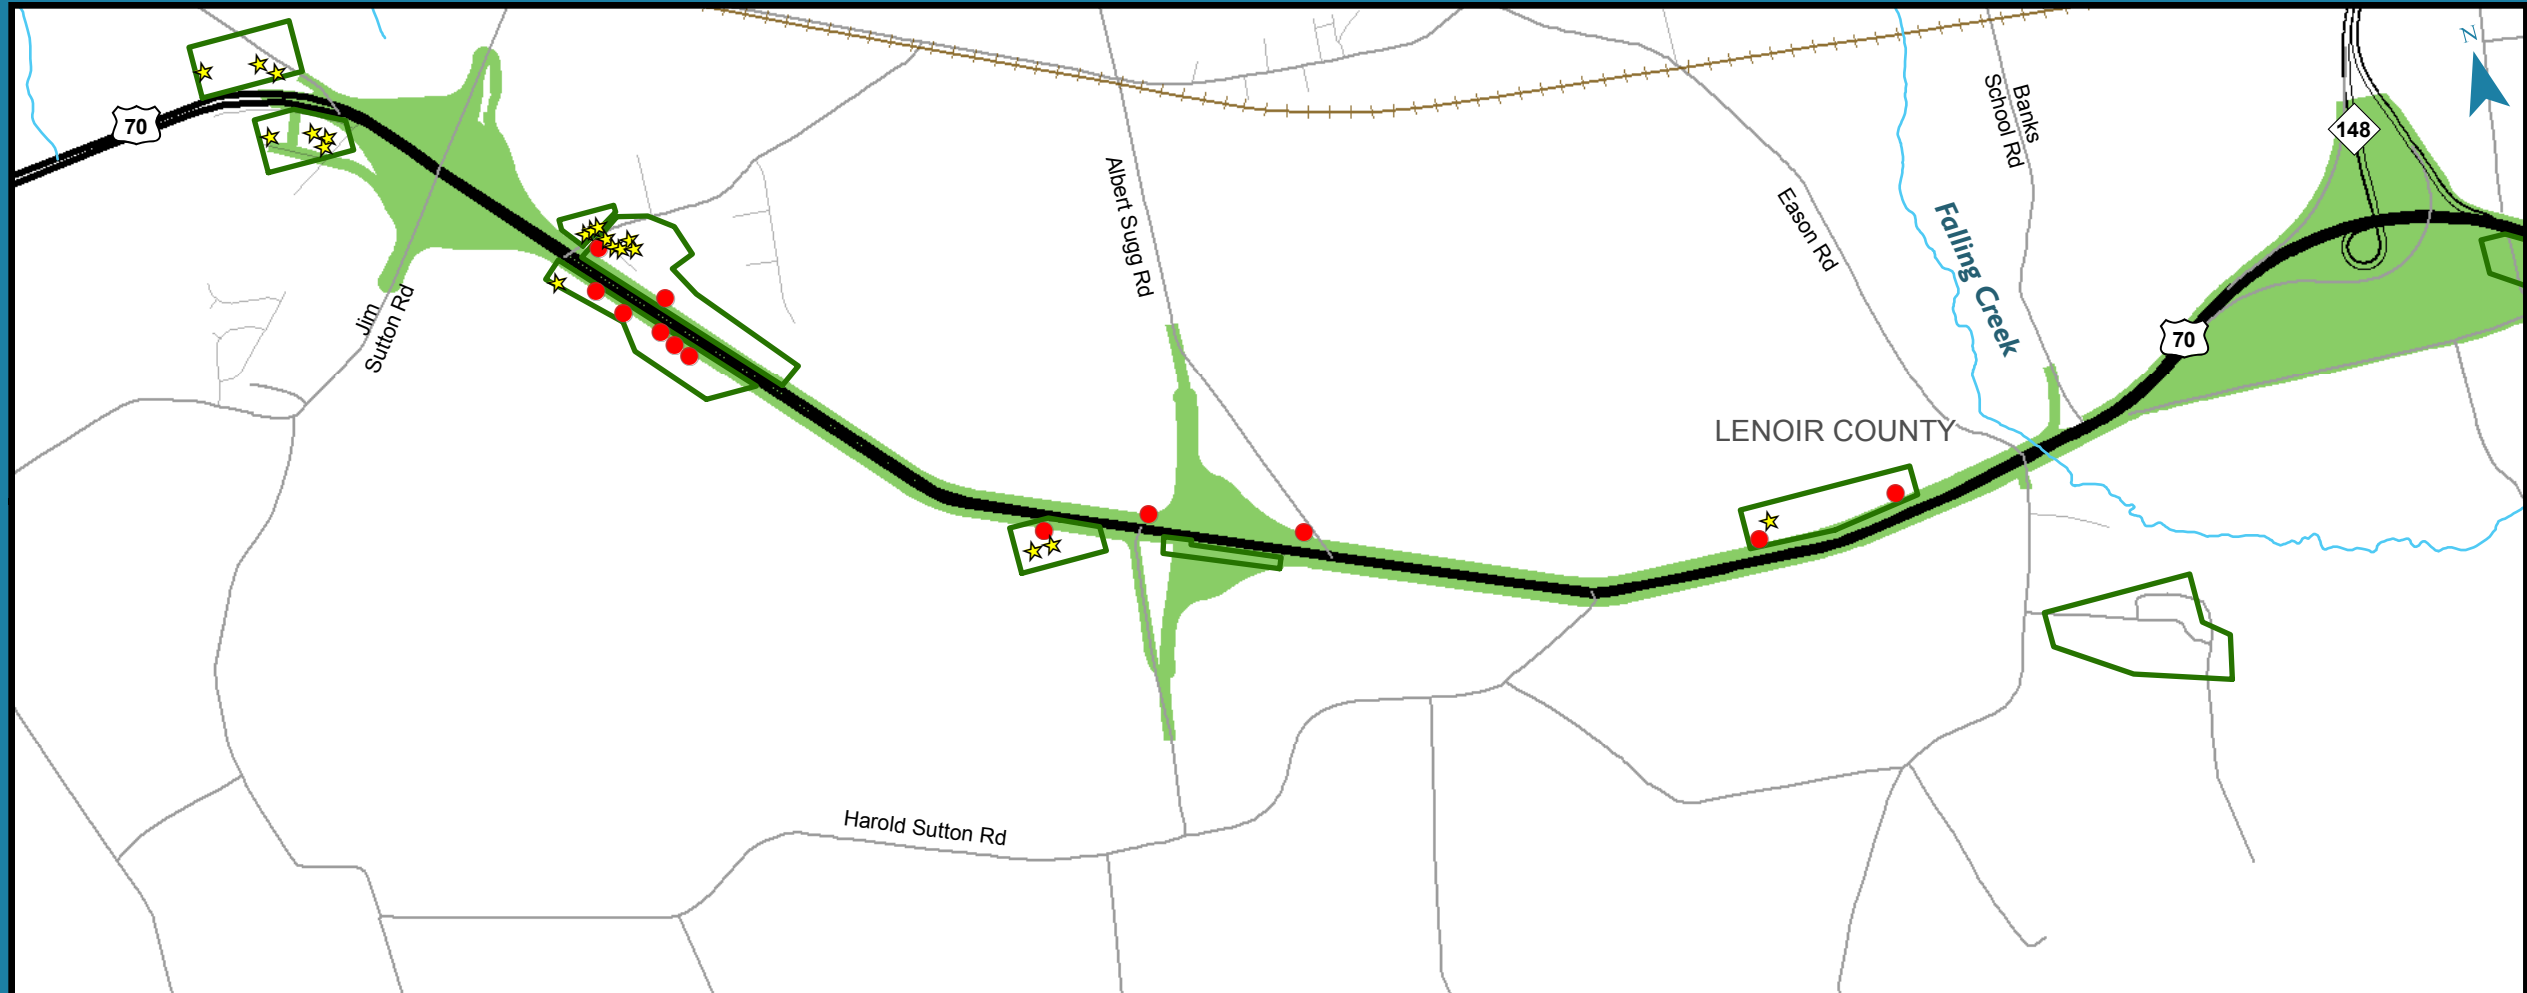 N
70
148
Banks
School Rd
Albert Sugg Rd
Eason Rd
Falling Creek
Jim
Sutton Rd
70
LENOIR COUNTY
Harold Sutton Rd